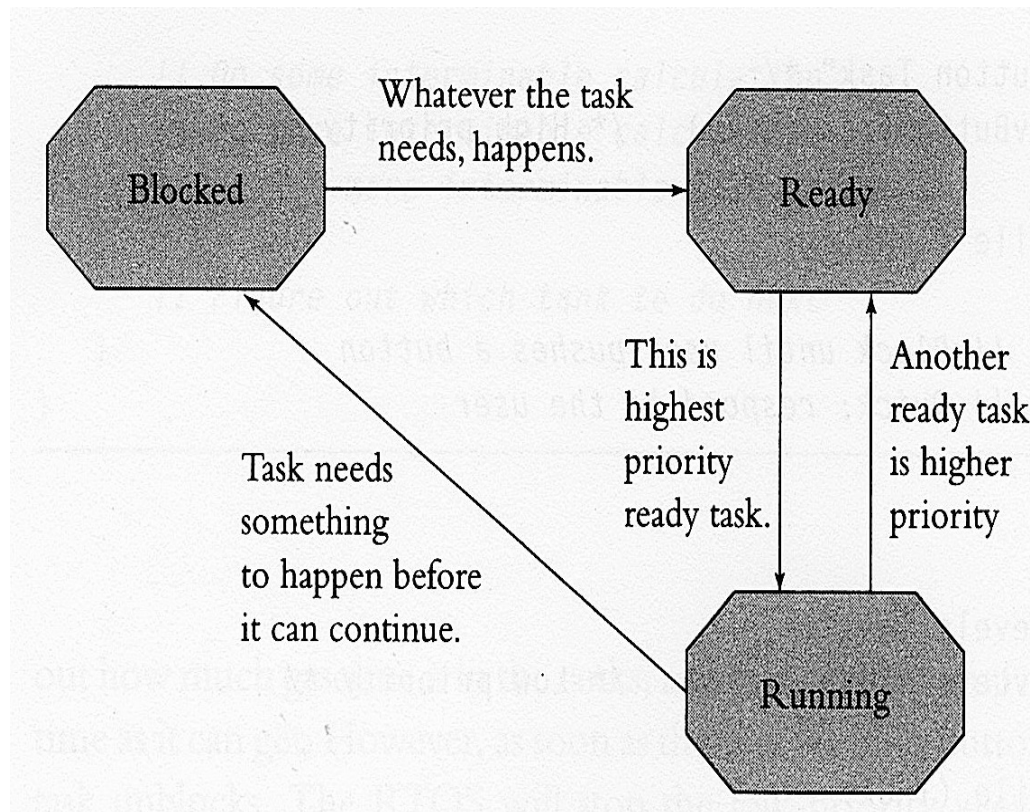 Whatever the task
needs, happens.
Blocked
Ready
This is
highest
priority
ready task.
Another
ready task
is higher
priority
Task needs
something
to happen before
it can continue.
Running